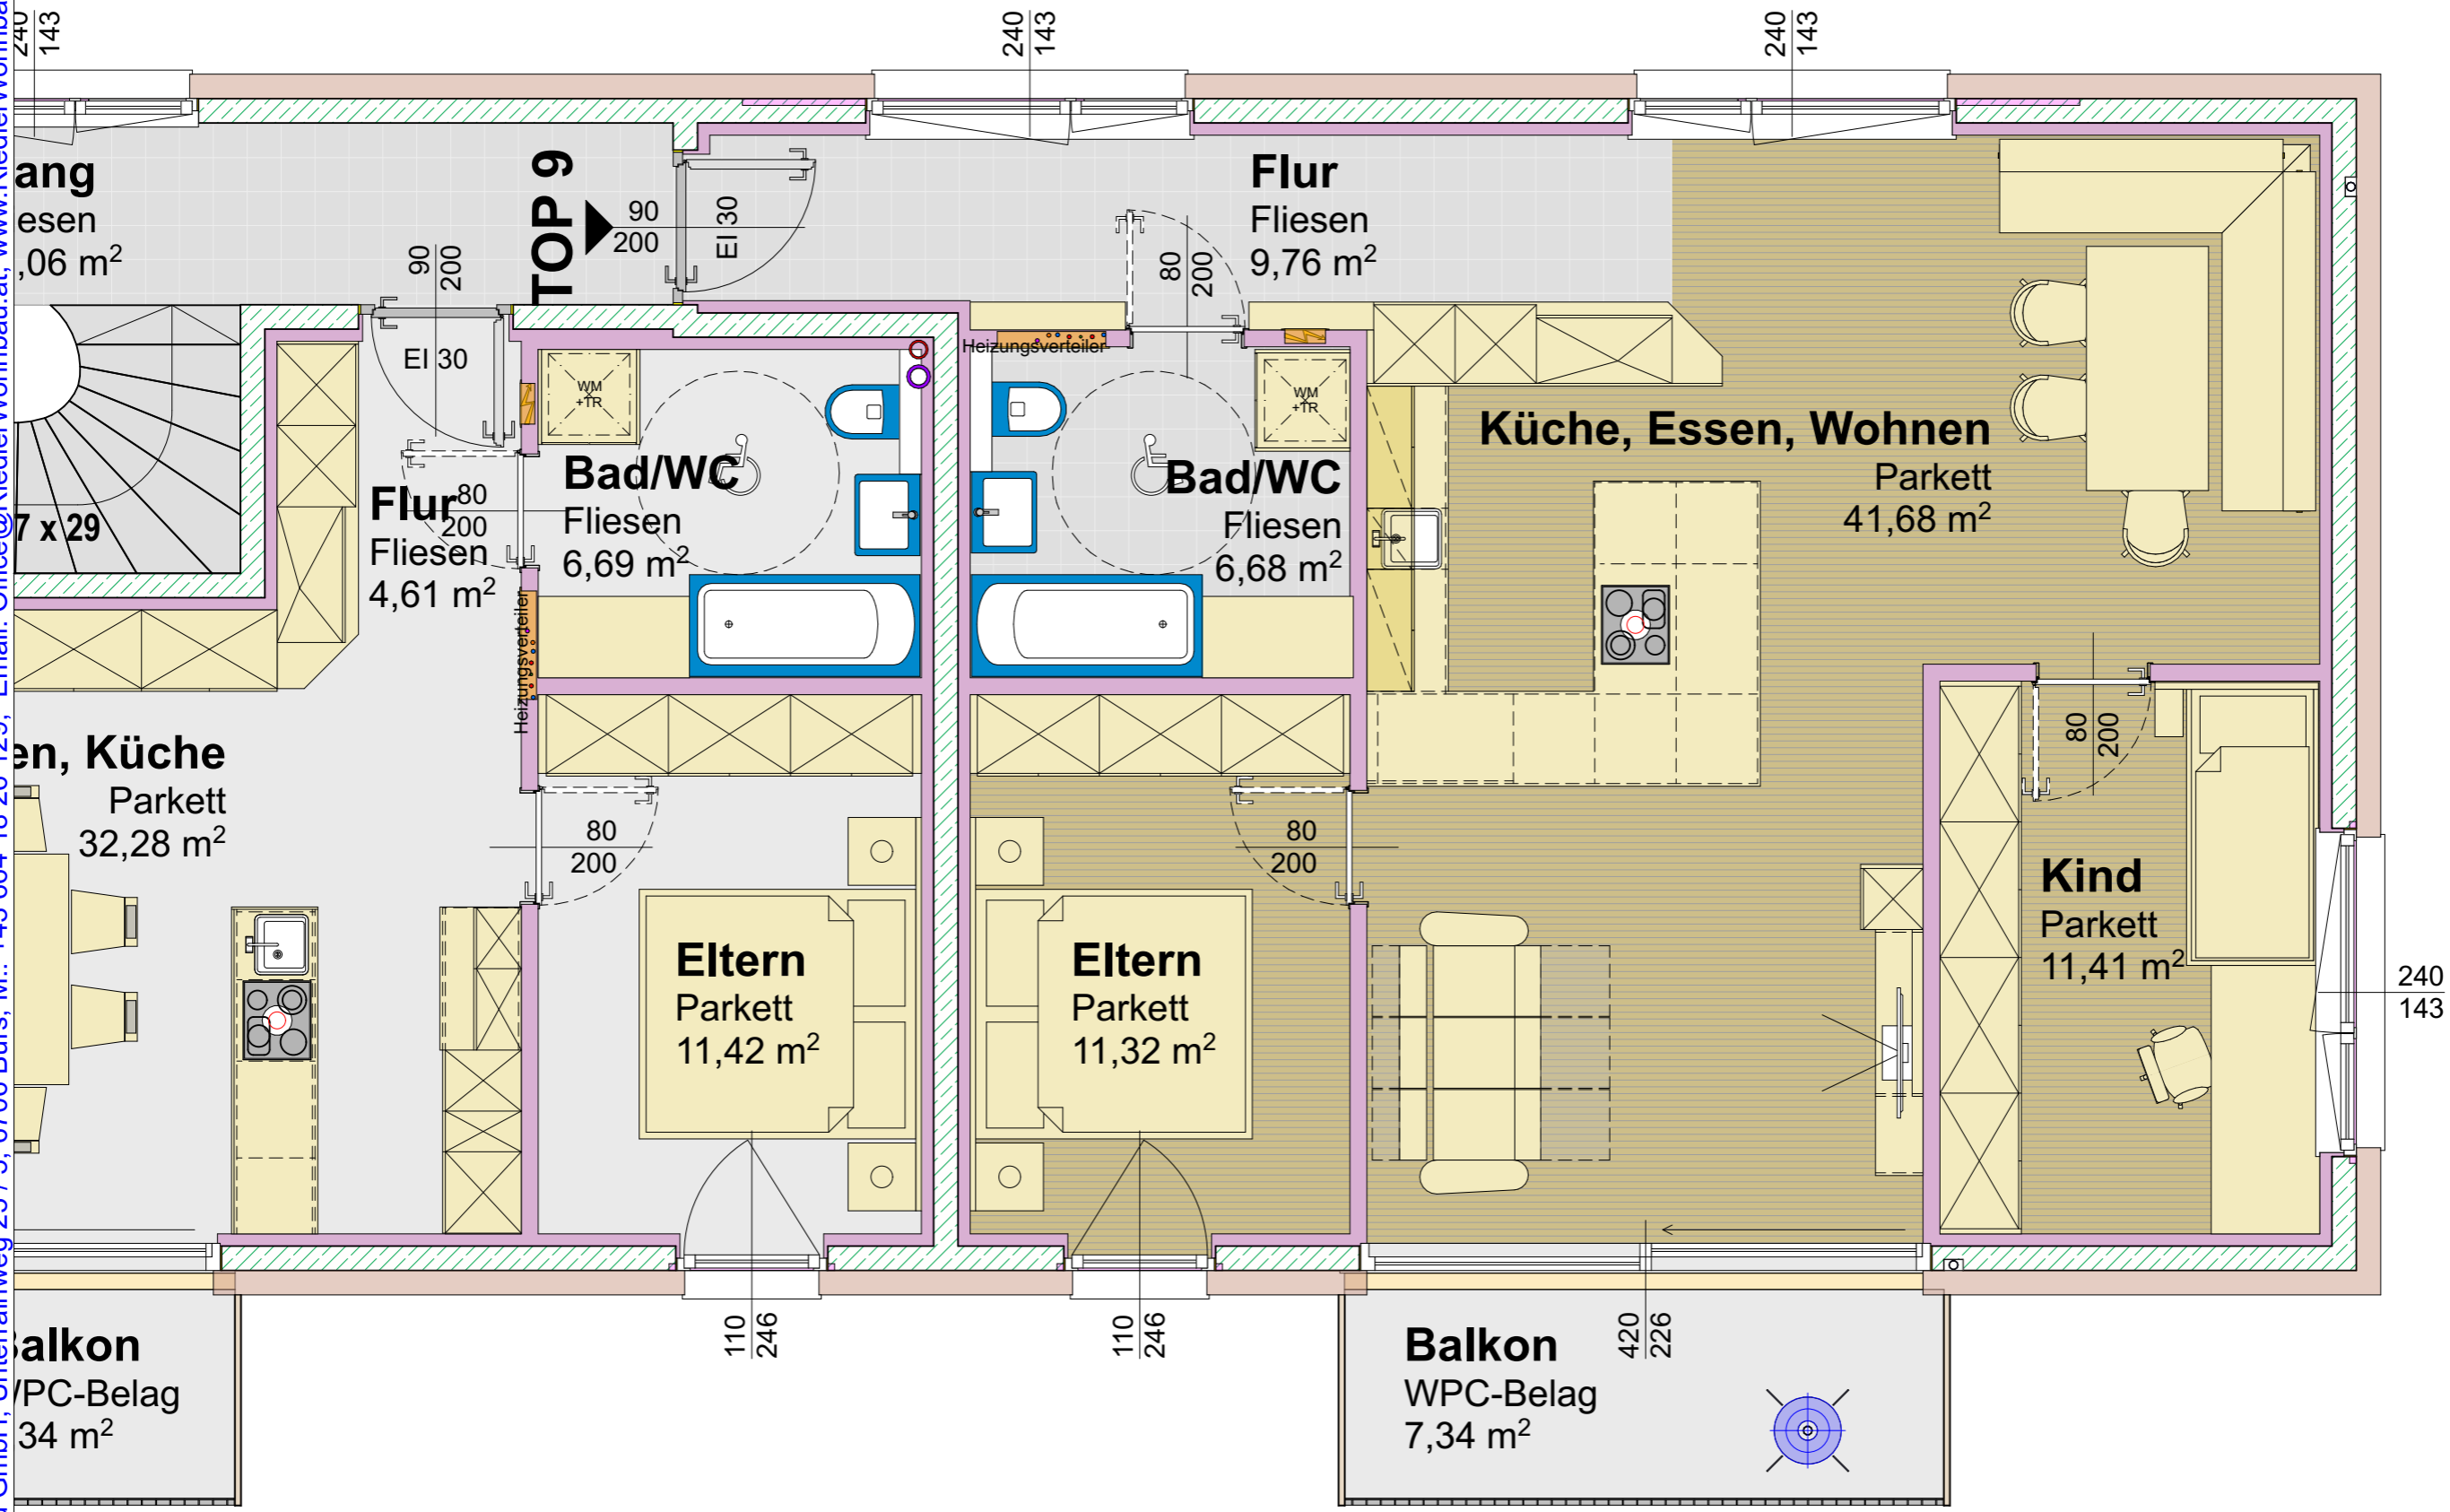 240
143
240
143
240
143
ang
iesen
,06 m²
90
200
TOP 9
90
200
EI 30
Flur
Fliesen
9,76 m²
80
200
EI 30
7 x 29
Flur
Fliesen
4,61 m²
80
200
Heizungsverteiler
WM
+TR
Bad/WC
Fliesen
6,69 m²
Heizungsverteiler
WM
+TR
Bad/WC
Fliesen
6,68 m²
Küche, Essen, Wohnen
Parkett
41,68 m²
en, Küche
Parkett
32,28 m²
80
200
80
200
80
200
Eltern
Parkett
11,42 m²
Eltern
Parkett
11,32 m²
Kind
Parkett
11,41 m²
240
143
110
246
110
246
420
226
Balkon
WPC-Belag
34 m²
Balkon
WPC-Belag
7,34 m²